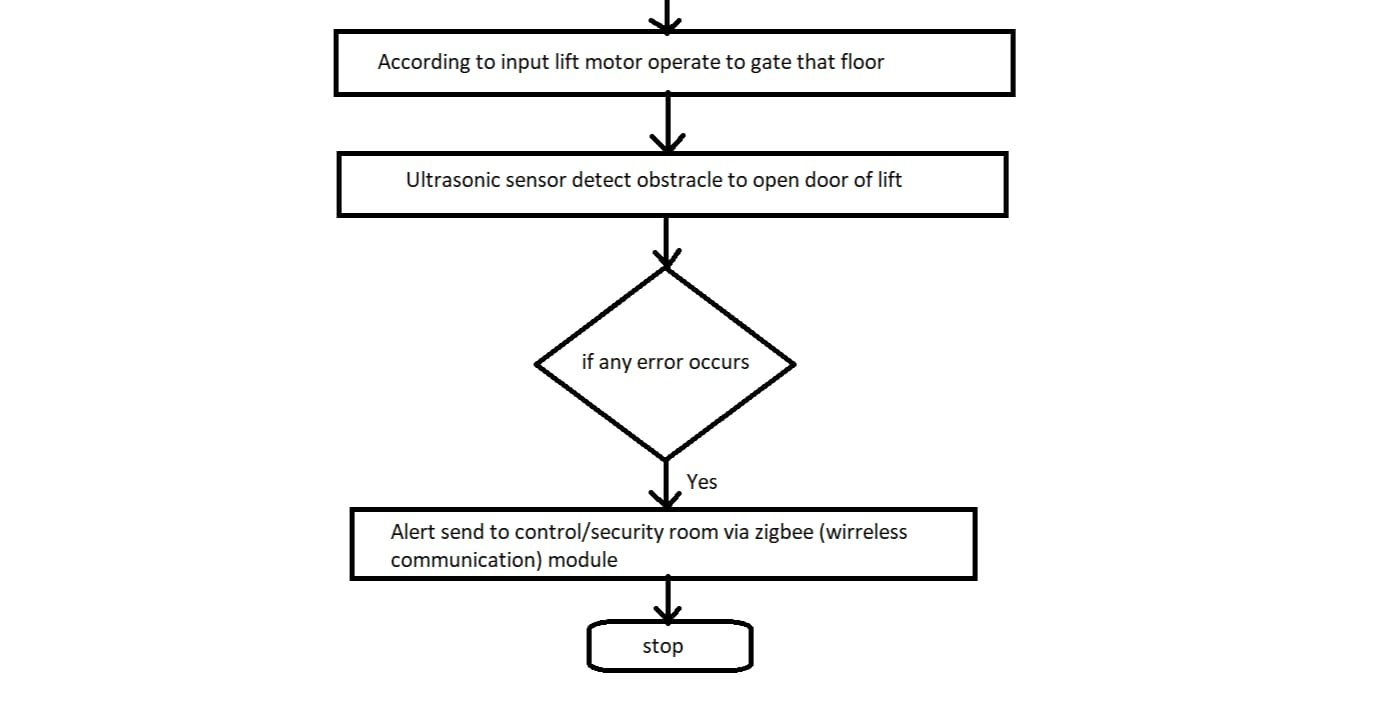 According to input lift motor operate to gate that floor
Ultrasonic sensor detect obstracle to open door of lift
if any error occurs
Yes
Alert send to control/security room via zigbee (wirreless
communication) module
stop